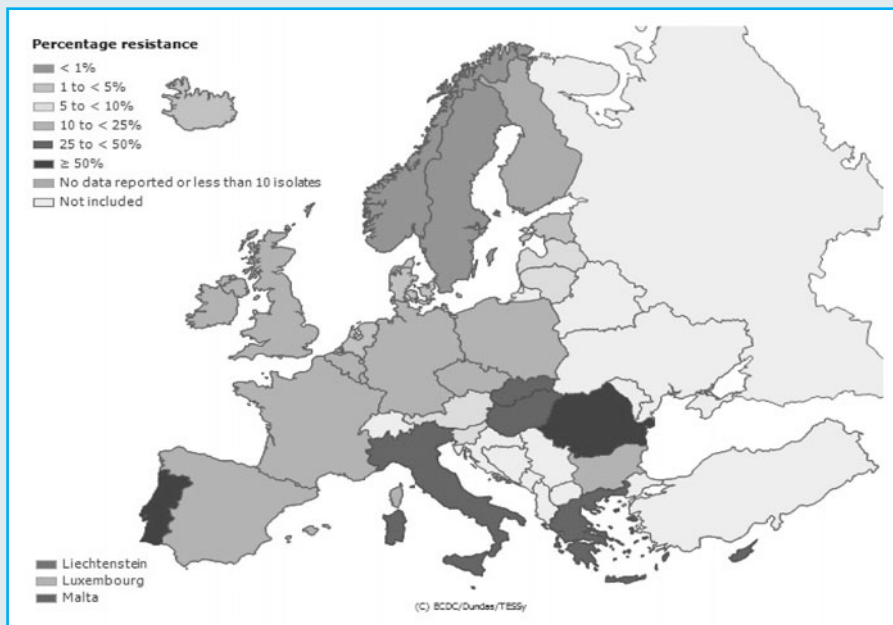 Percentage resistance
< 1%
1 to < 5%
5 to < 10%
10 to < 25%
25 to < 50%
≥ 50%
No data reported or less than 10 isolates
Not included
Liechtenstein
Luxembourg
Malta
(C) ECDC/Dundas/TESSy